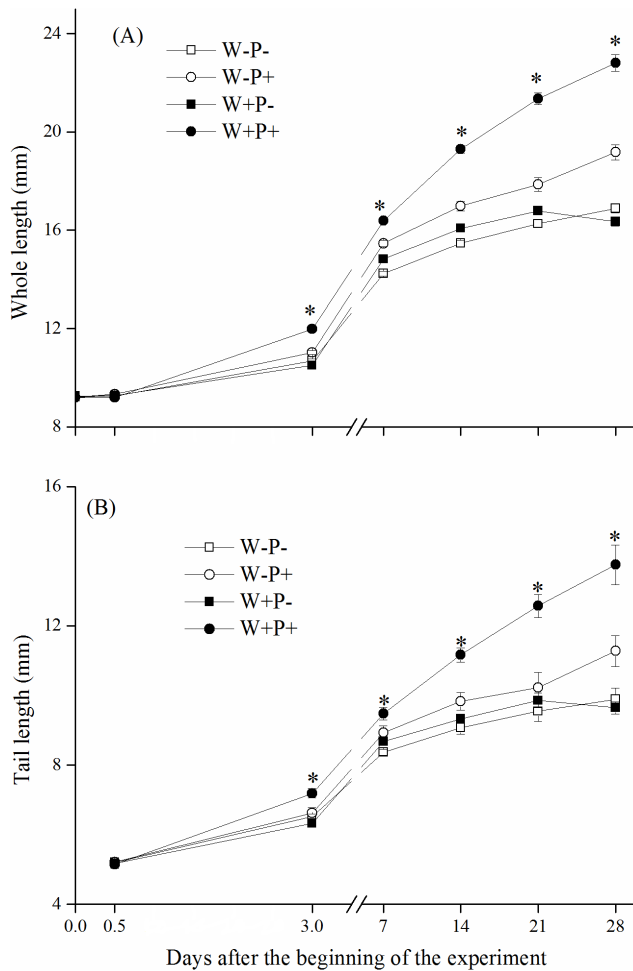 (A)
W-P-
W-P+
W+P-
W+P+
24
20
16
12
8
Whole length (mm)
*
*
*
*
*
*
(B)
W-P-
W-P+
W+P-
W+P+
16
12
8
4
Tail length (mm)
*
*
*
*
*
*
0.0 0.5 3.0 7 14 21 28
Days after the beginning of the experiment